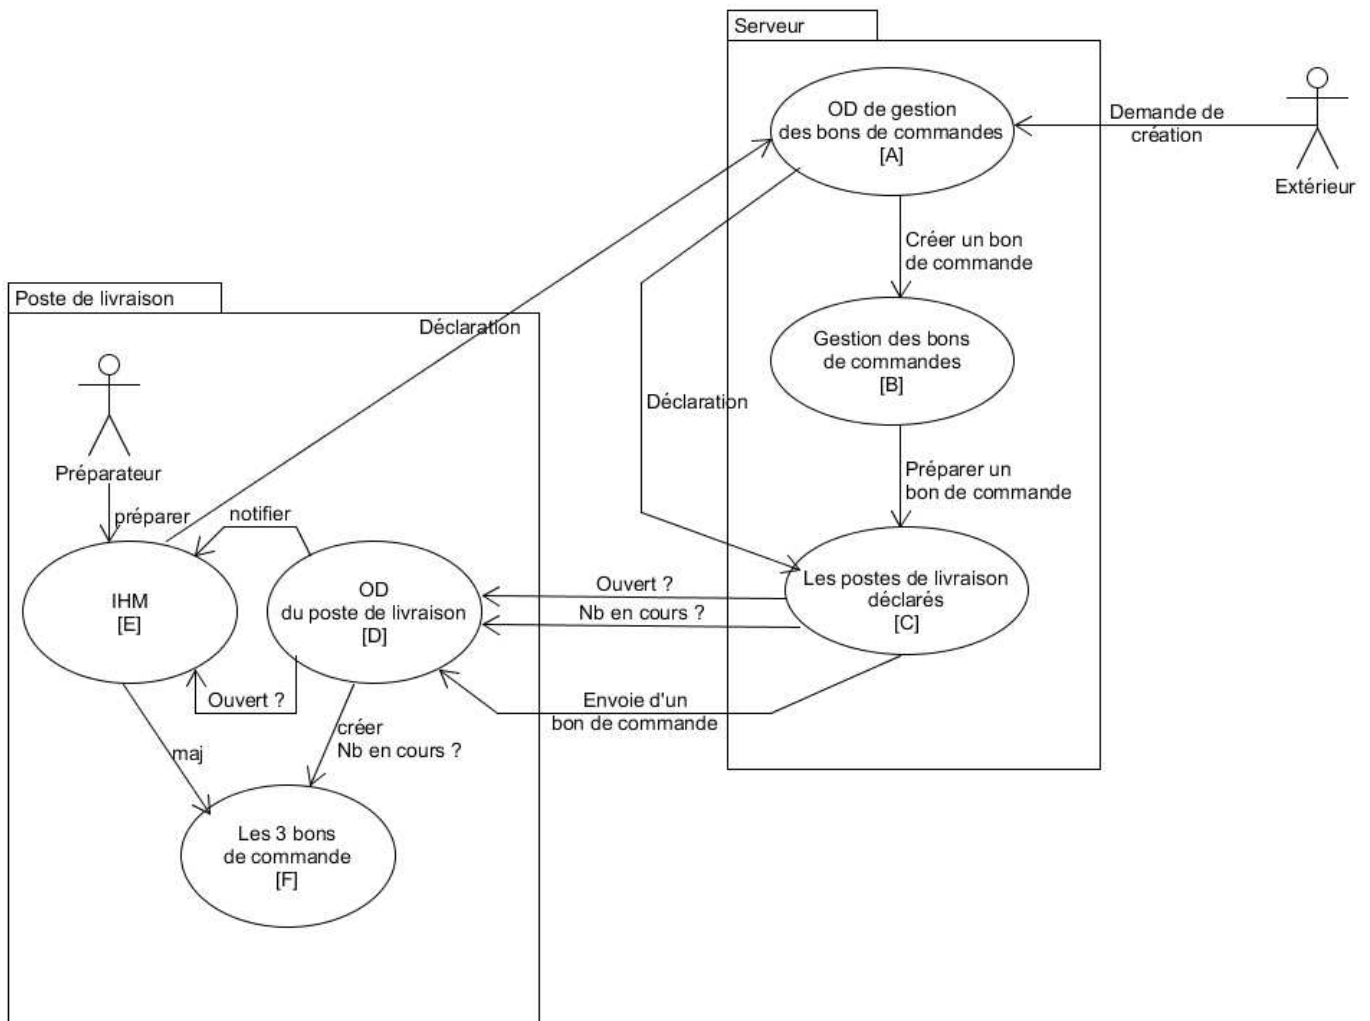 Serveur
OD de gestion
des bons de commandes
[A]
Demande de
création
Extérieur
Créer un bon
de commande
Poste de livraison
Déclaration
Gestion des bons
de commandes
[B]
Déclaration
Préparateur
Préparer un
bon de commande
préparer
notifier
IHM
[E]
OD
du poste de livraison
[D]
Ouvert ?
Nb en cours ?
Les postes de livraison
déclarés
[C]
Ouvert ?
Envoie d'un
bon de commande
créer
Nb en cours ?
maj
Les 3 bons
de commande
[F]